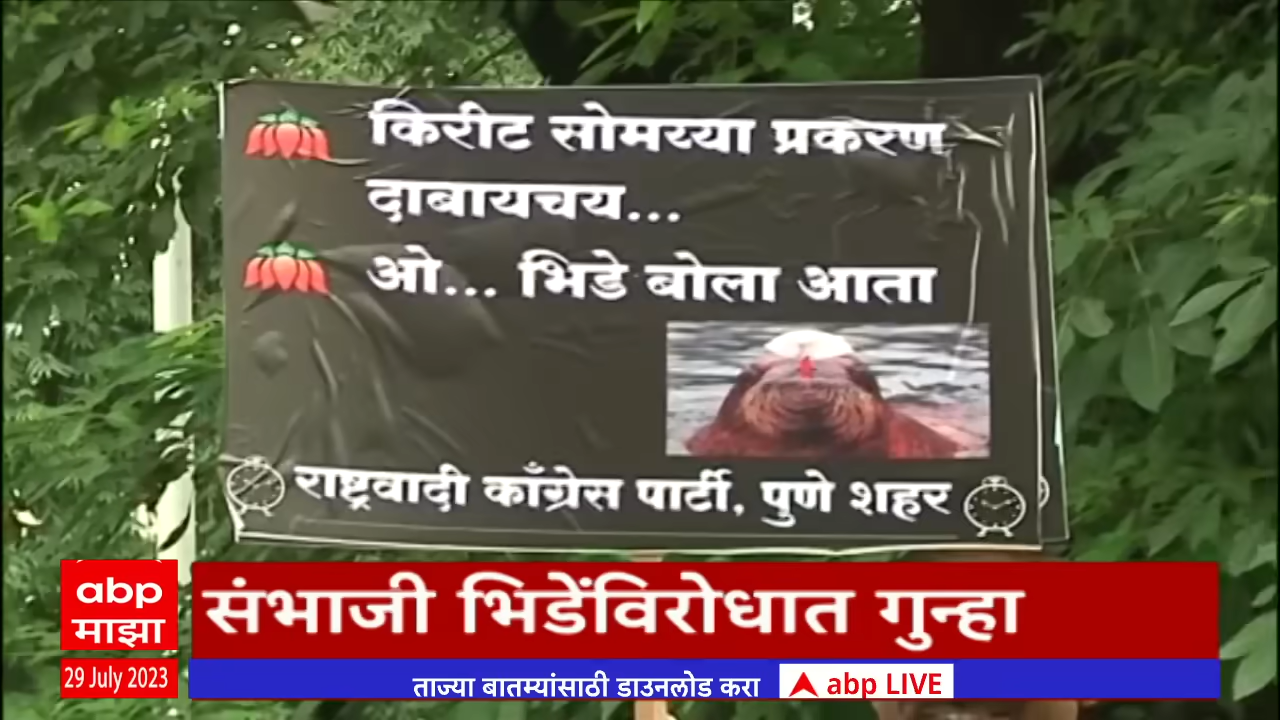 किरीट सोमय्या प्रकरण
दाबायचय...
ओ... भिडे बोला आता
राष्ट्रवादी काँग्रेस पार्टी, पुणे शहर
abp
माझा
संभाजी भिडेंविरोधात गुन्हा
29 July 2023
ताज्या बातम्यांसाठी डाउनलोड करा abp LIVE